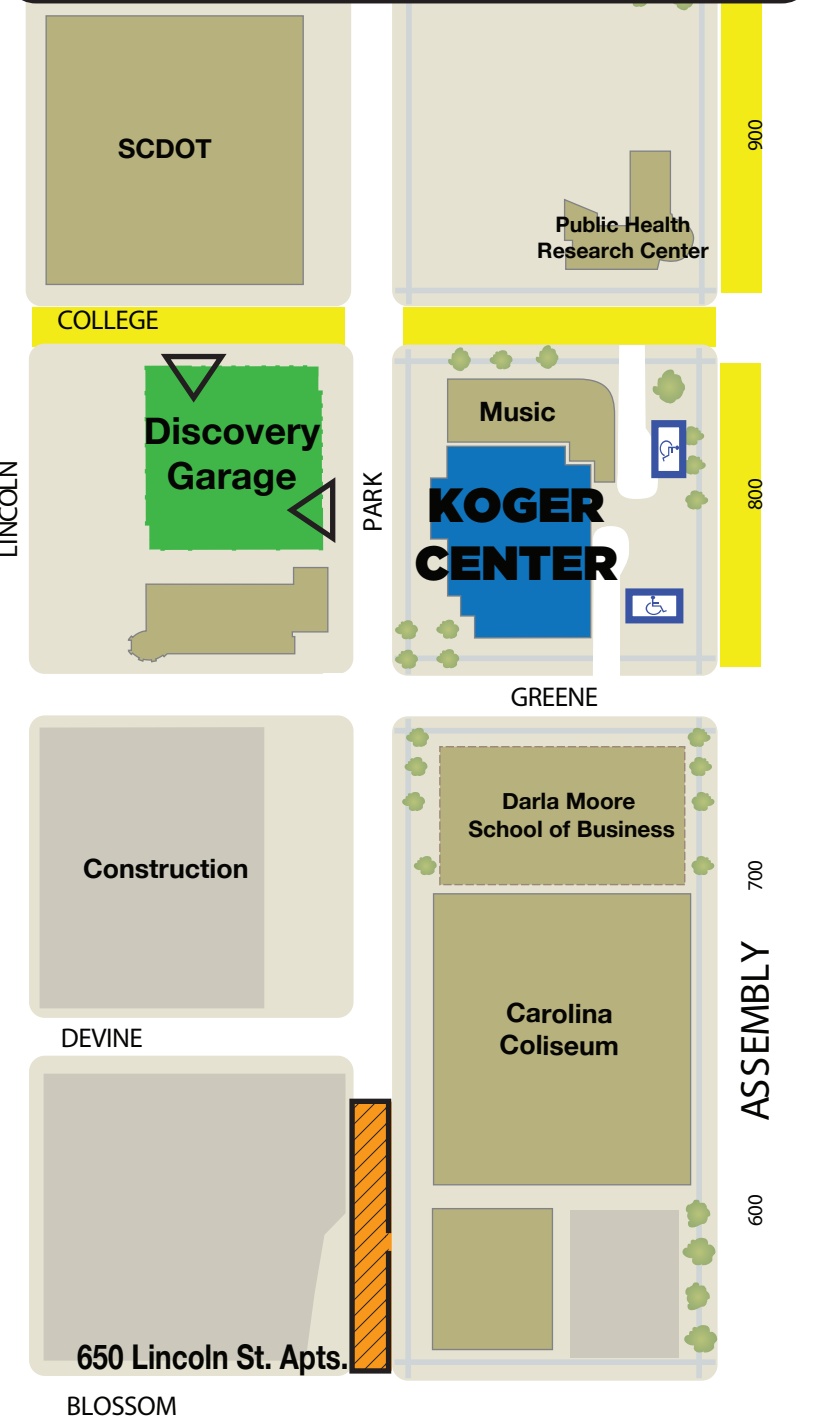 900
SCDOT
Public Health
Research Center
COLLEGE
Music
Discovery
Garage
LINCOLN
PARK
KOGER
CENTER
800
GREENE
Darla Moore
School of Business
Construction
700
Carolina
Coliseum
ASSEMBLY
DEVINE
600
650 Lincoln St. Apts.
BLOSSOM